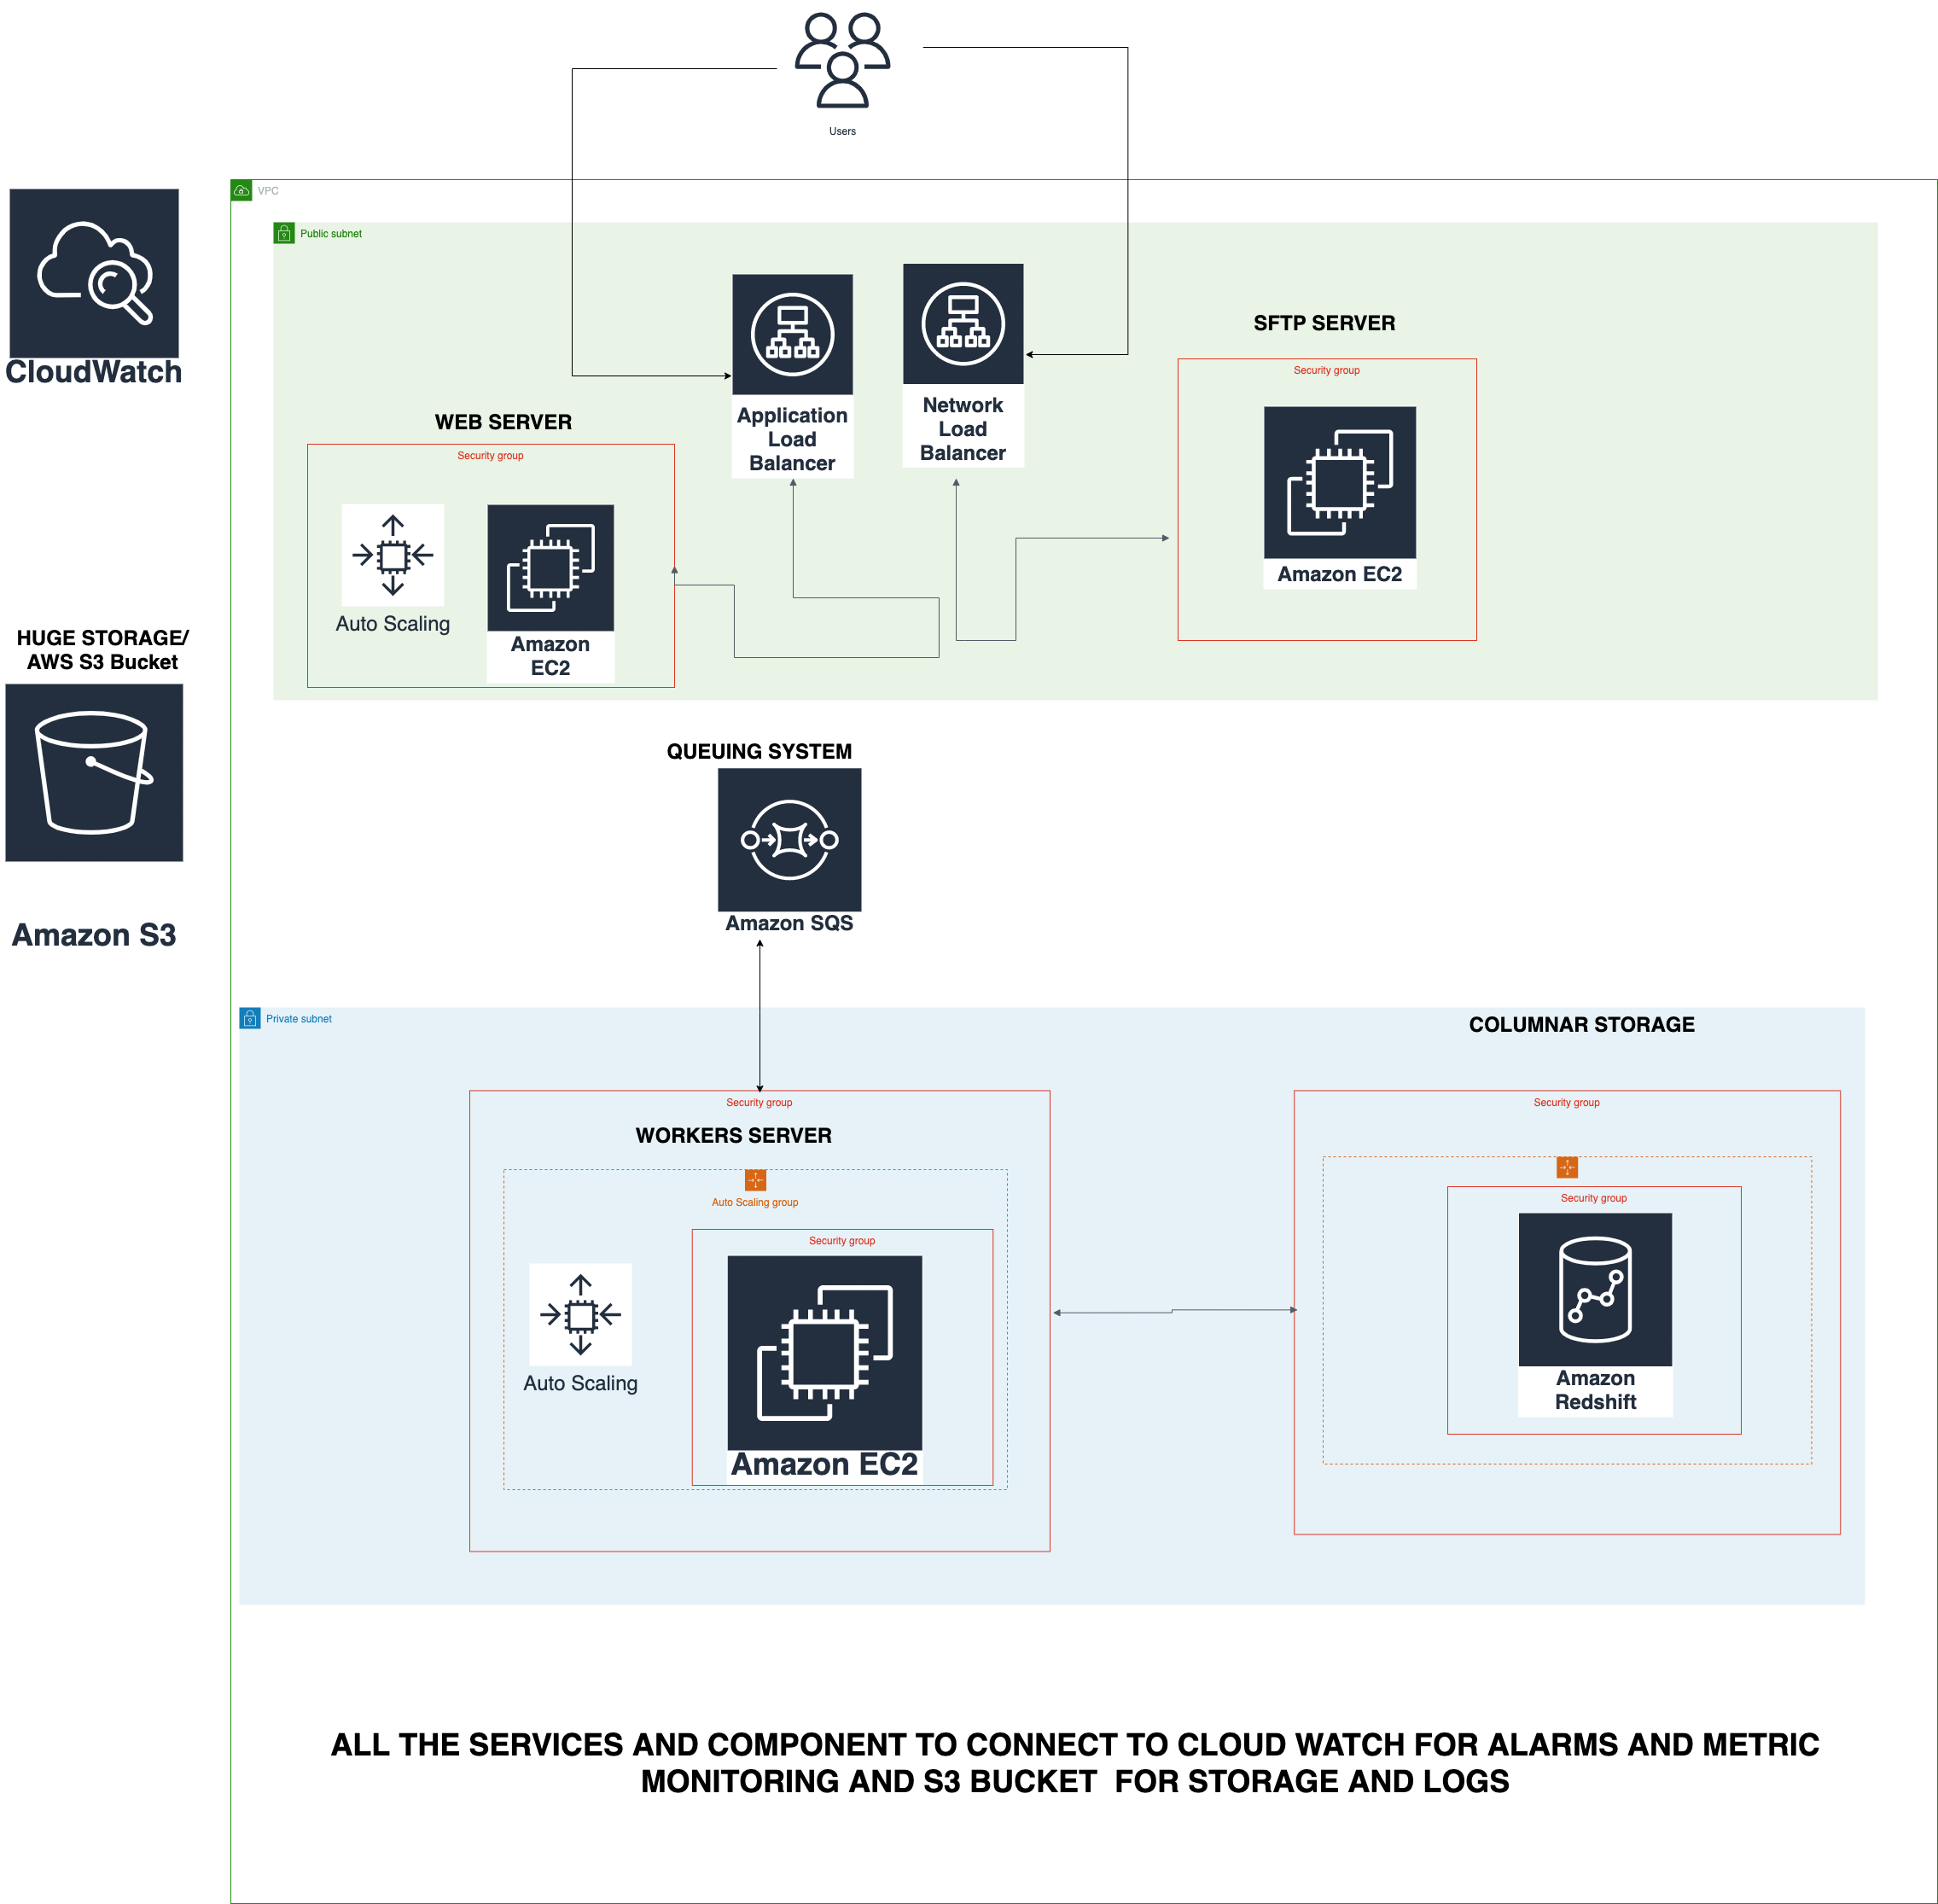 Users
VPC
Public subnet
CloudWatch
SFTP SERVER
Security group
Application
Load
Balancer
Network
Load
Balancer
WEB SERVER
Security group
Auto Scaling
Amazon
EC2
Amazon EC2
HUGE STORAGE/
AWS S3 Bucket
Amazon S3
QUEUING SYSTEM
Amazon SQS
Private subnet
COLUMNAR STORAGE
Security group
WORKERS SERVER
Auto Scaling group
Security group
Auto Scaling
Amazon EC2
Security group
Security group
Amazon
Redshift
ALL THE SERVICES AND COMPONENT TO CONNECT TO CLOUD WATCH FOR ALARMS AND METRIC
MONITORING AND S3 BUCKET  FOR STORAGE AND LOGS